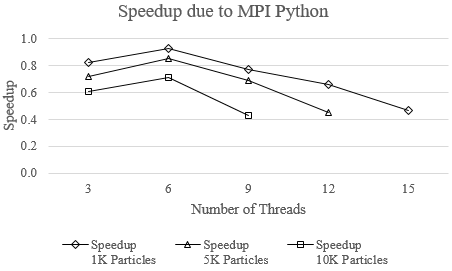 Speedup due to MPI Python
1.0
0.8
0.6
0.4
0.2
0.0
Speedup
3 6 9 12 15
Number of Threads
Speedup
1K Particles
Speedup
5K Particles
Speedup
10K Particles